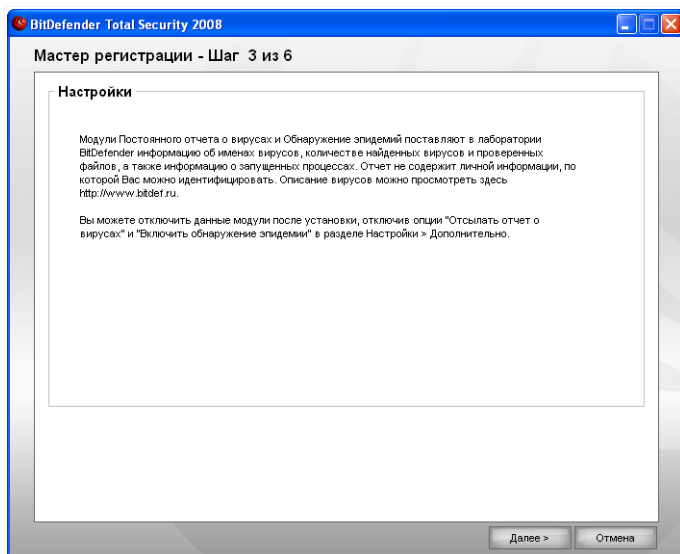 BitDefender Total Security 2008
Мастер регистрации - Шаг 3 из 6
Настройки
Модули Постоянного отчета о вирусах и Обнаружение эпидемий поставляют в лаборатории
BitDefender информацию об именах вирусов, количестве найденных вирусов и проверенных
файлов, а также информацию о запущенных процессах. Отчет не содержит личной информации, по
которой Вас можно идентифицировать. Описание вирусов можно просмотреть здесь
http://www.bitdef.ru.
Вы можете отключить данные модули после установки, отключив опции "Отсылать отчет о
вирусах" и "Включить обнаружение эпидемии" в разделе Настройки > Дополнительно.
Далее >
Отмена